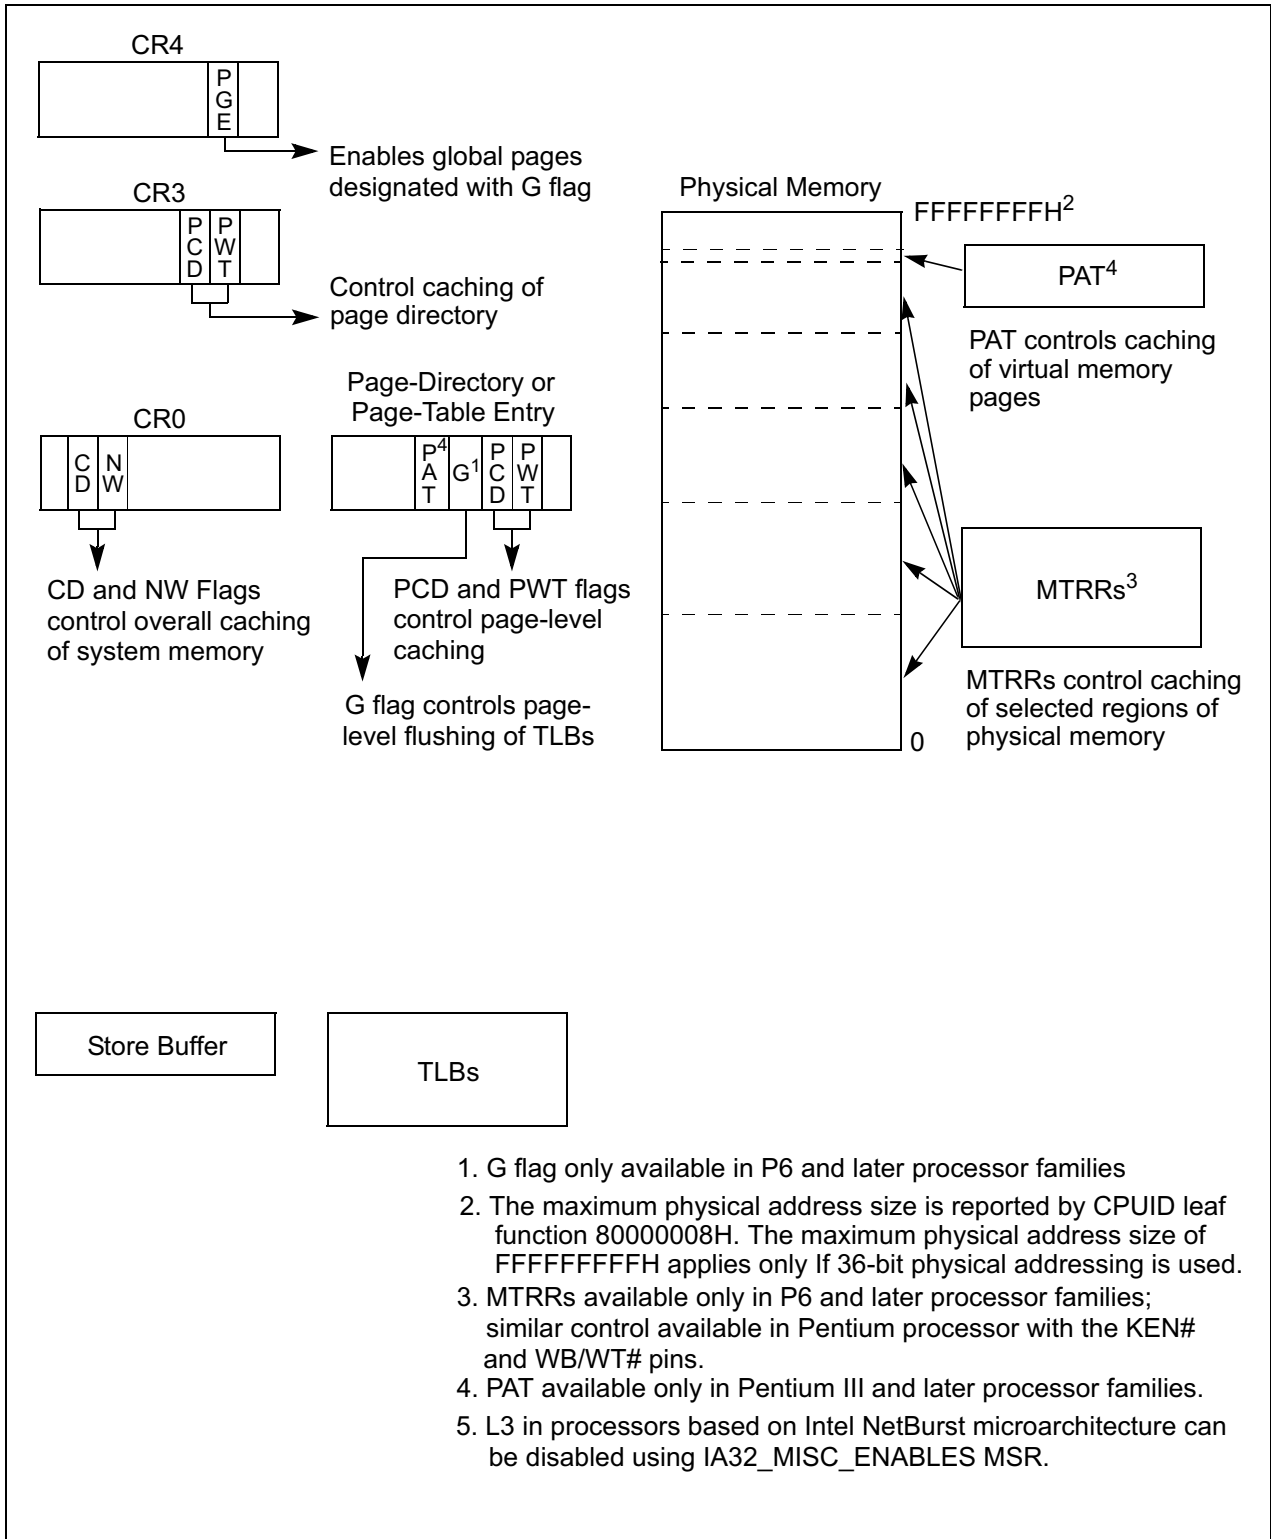 CR4
PGE
Enables global pages
designated with G flag
CR3
PCD PWT
Control caching of
page directory
CR0
CD NW
CD and NW Flags
control overall caching
of system memory
Page-Directory or
Page-Table Entry
PAT4 G1 PCD PWT
PCD and PWT flags
control page-level
caching
G flag controls page-
level flushing of TLBs
Physical Memory
FFFFFFFFH2
PAT4
PAT controls caching
of virtual memory
pages
MTRRs3
MTRRs control caching
of selected regions of
physical memory
0
Store Buffer
TLBs
1. G flag only available in P6 and later processor families
2. The maximum physical address size is reported by CPUID leaf
function 80000008H. The maximum physical address size of
FFFFFFFFFH applies only If 36-bit physical addressing is used.
3. MTRRs available only in P6 and later processor families;
similar control available in Pentium processor with the KEN#
and WB/WT# pins.
4. PAT available only in Pentium III and later processor families.
5. L3 in processors based on Intel NetBurst microarchitecture can
be disabled using IA32_MISC_ENABLES MSR.